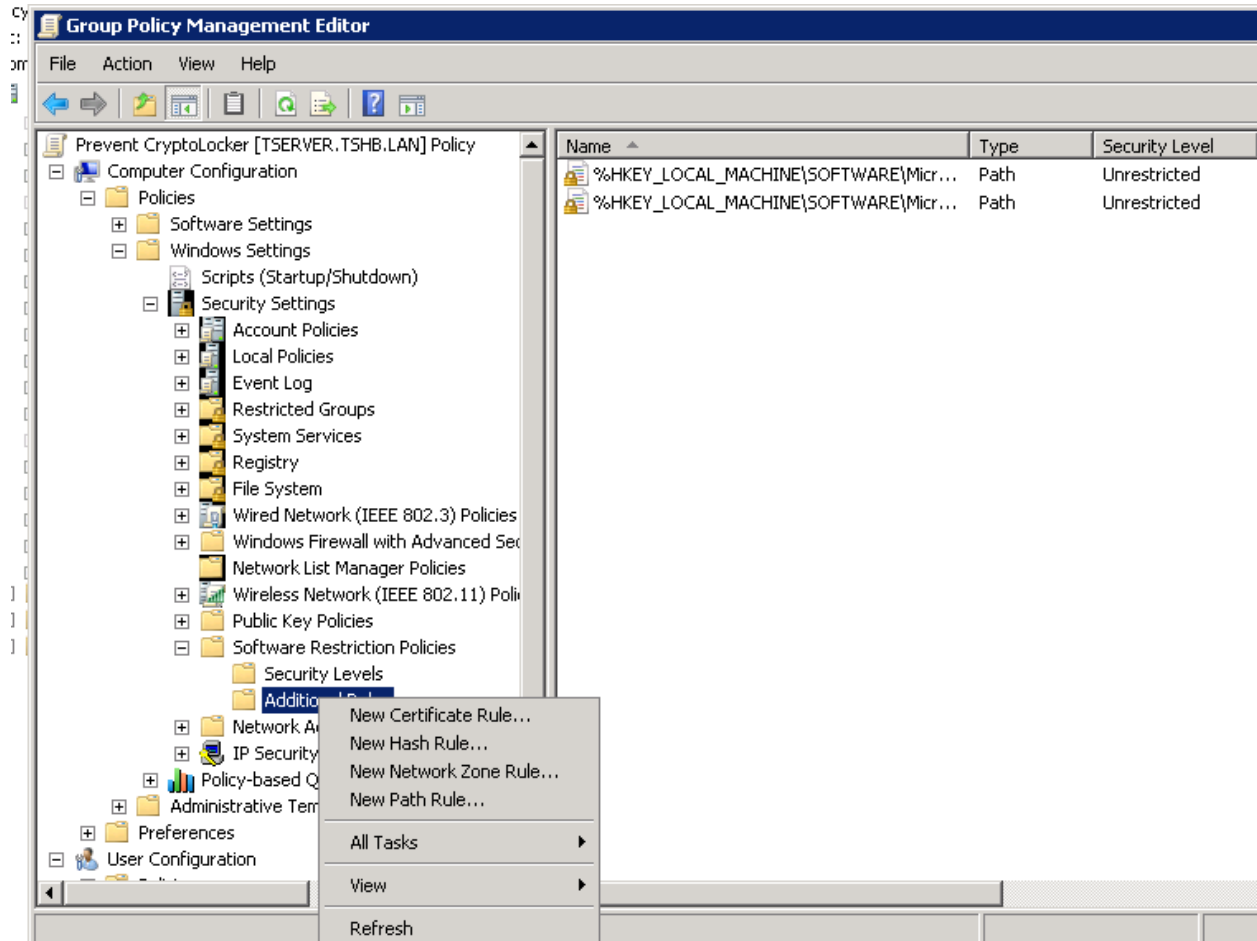 cy
Group Policy Management Editor
File Action View Help
Prevent CryptoLocker [TSERVER.TSHB.LAN] Policy
Computer Configuration
Policies
Software Settings
Windows Settings
Scripts (Startup/Shutdown)
Security Settings
Account Policies
Local Policies
Event Log
Restricted Groups
System Services
Registry
File System
Wired Network (IEEE 802.3) Policies
Windows Firewall with Advanced Sec
Network List Manager Policies
Wireless Network (IEEE 802.11) Poli
Public Key Policies
Software Restriction Policies
Security Levels
Additio
Network A
IP Security
Policy-based Q
Administrative Tem
Preferences
User Configuration
Name Type Security Level
%HKEY_LOCAL_MACHINE\SOFTWARE\Micr... Path Unrestricted
%HKEY_LOCAL_MACHINE\SOFTWARE\Micr... Path Unrestricted
New Certificate Rule...
New Hash Rule...
New Network Zone Rule...
New Path Rule...
All Tasks
View
Refresh